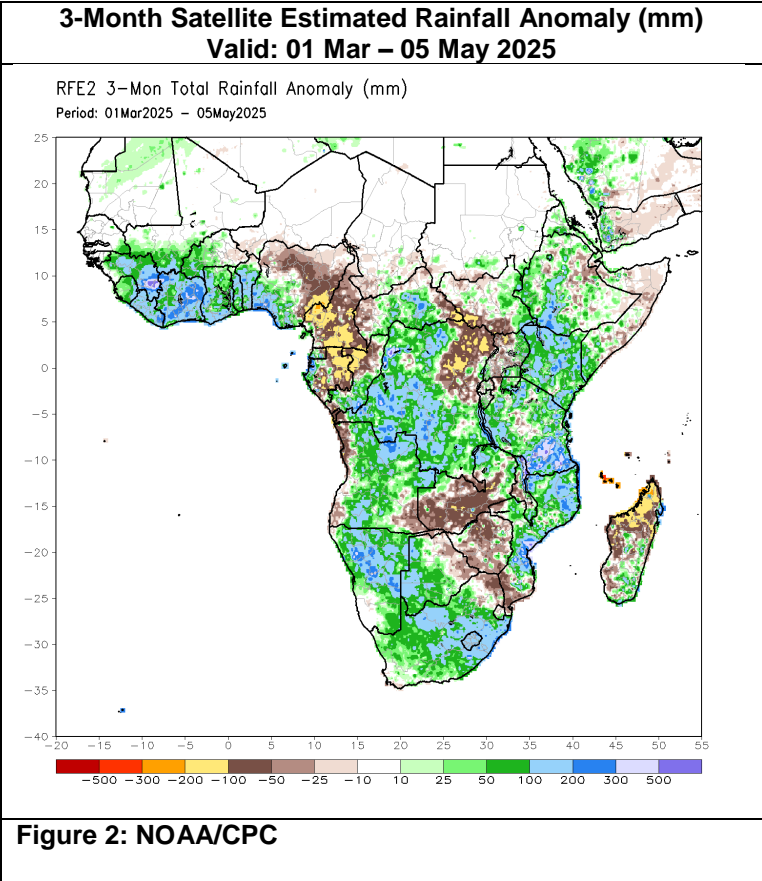 3-Month Satellite Estimated Rainfall Anomaly (mm)
Valid: 01 Mar – 05 May 2025
RFE2 3-Mon Total Rainfall Anomaly (mm)
Period: 01Mar2025 – 05May2025
25
20
15
10
5
0
-5
-10
-15
-20
-25
-30
-35
-40
-20 -15 -10 -5 0 5 10 15 20 25 30 35 40 45 50 55
-500 -300 -200 -100 -50 -25 -10 10 25 50 100 200 300 500
Figure 2: NOAA/CPC